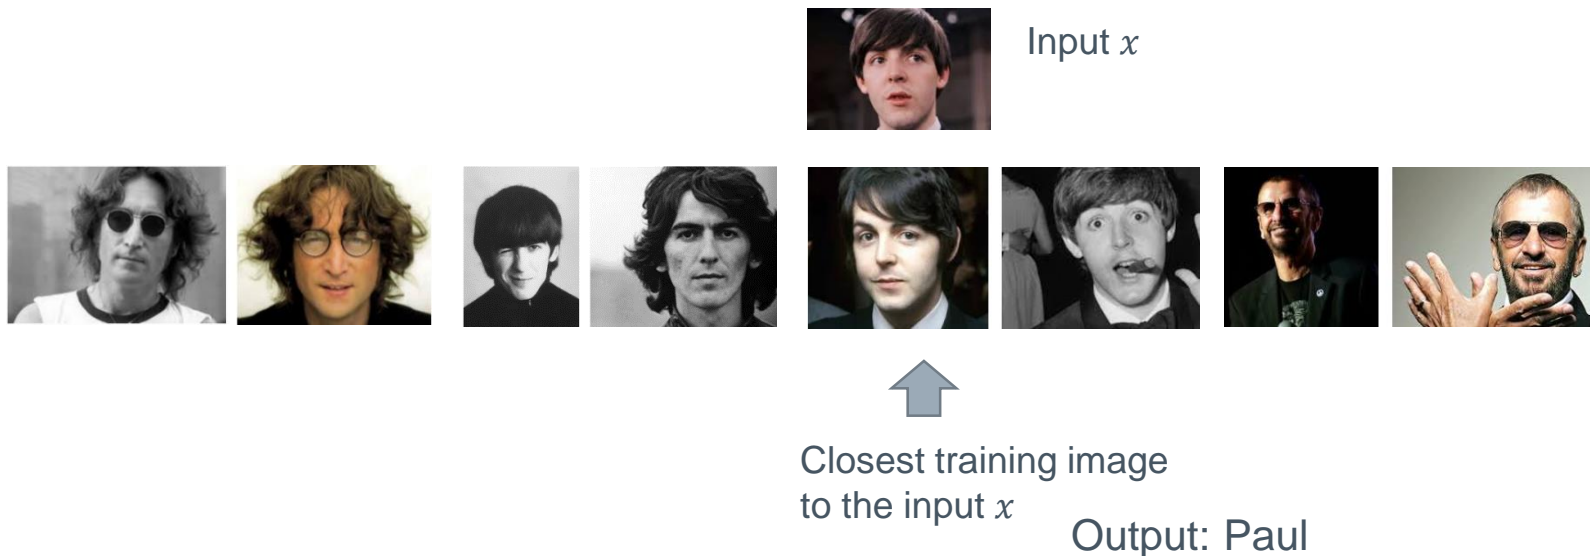 Input 𝑥
Closest training image
to the input 𝑥
Output: Paul